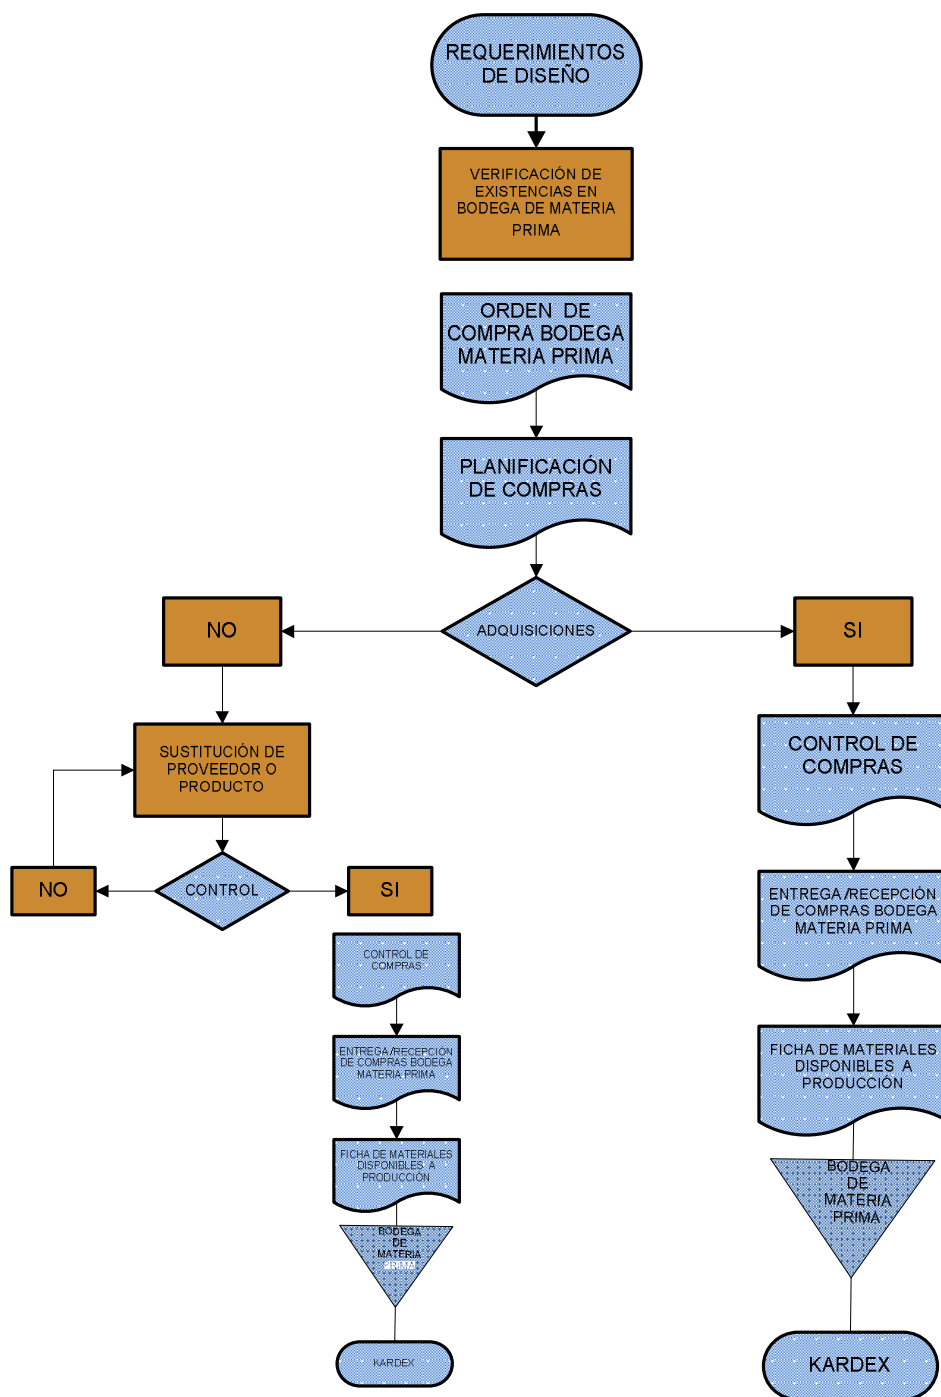 REQUERIMIENTOS
DE DISEÑO
VERIFICACIÓN DE
EXISTENCIAS EN
BODEGA DE MATERIA
PRIMA
ORDEN DE
COMPRA BODEGA
MATERIA PRIMA
PLANIFICACIÓN
DE COMPRAS
ADQUISICIONES
NO
SI
SUSTITUCIÓN DE
PROVEEDOR O
PRODUCTO
CONTROL DE
COMPRAS
NO
CONTROL
SI
ENTREGA/RECEPCIÓN
DE COMPRAS BODEGA
MATERIA PRIMA
CONTROL DE
COMPRAS
ENTREGA/RECEPCIÓN
DE COMPRAS BODEGA
MATERIA PRIMA
FICHA DE MATERIALES
DISPONIBLES A
PRODUCCIÓN
FICHA DE MATERIALES
DISPONIBLES A
PRODUCCIÓN
BODEGA
DE
MATERIA
PRIMA
BODEGA
DE
MATERIA
PRIMA
KARDEX
KARDEX